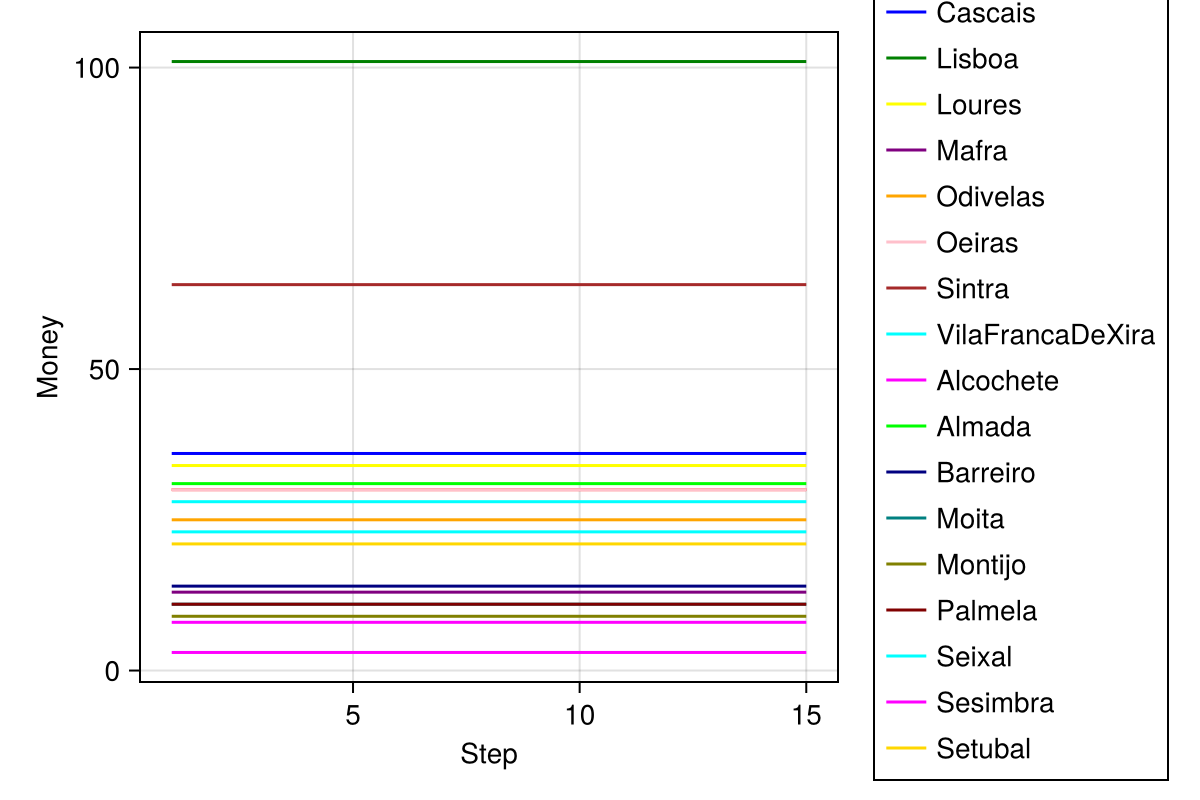 Money
100
50
0
5
10
15
Step
Cascais
Lisboa
Loures
Mafra
Odivelas
Oeiras
Sintra
VilaFrancaDeXira
Alcochete
Almada
Barreiro
Moita
Montijo
Palmela
Seixal
Sesimbra
Setubal